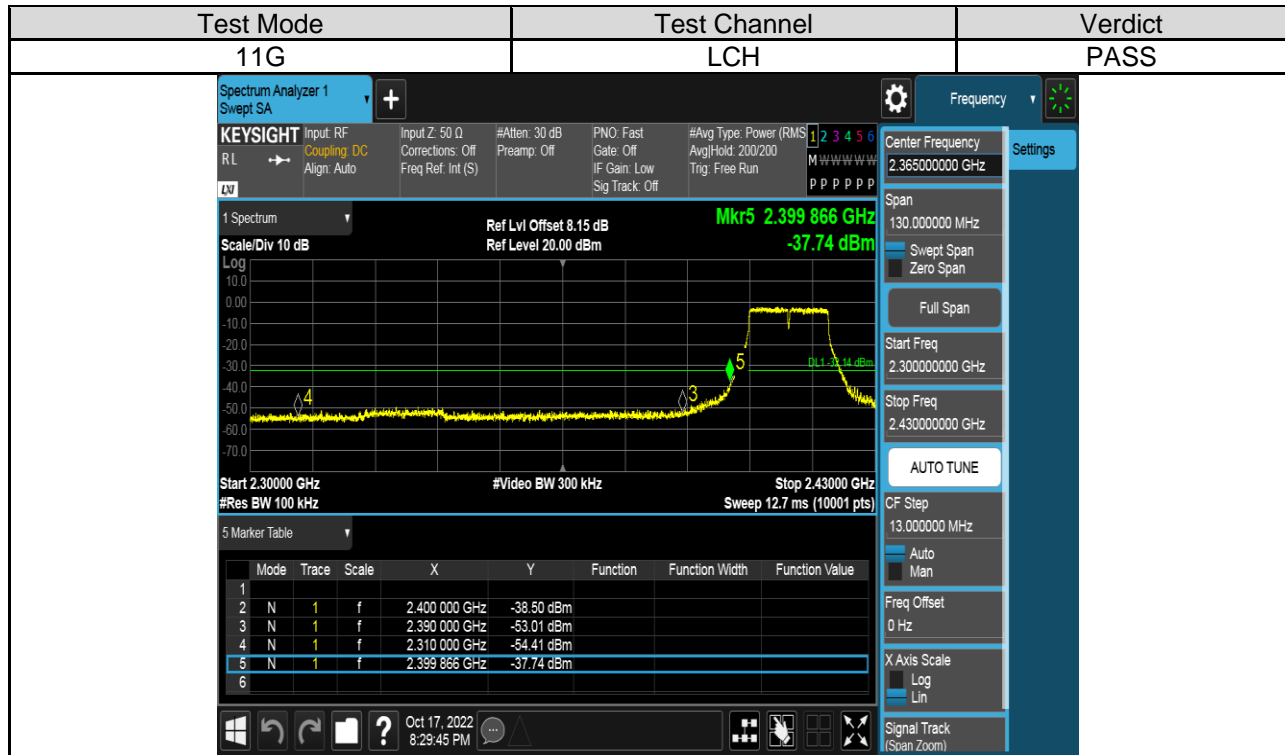 Test Mode Test Channel Verdict
11G LCH PASS
Spectrum Analyzer 1
Swept SA
+
Frequency
KEYSIGHT Input: RF Input Z: 50 Ω #Atten: 30 dB PNO: Fast #Avg Type: Power (RMS 1 2 3 4 5 6
RL Coupling: DC Corrections: Off Preamp: Off Gate: Off Avg|Hold: 200/200 M W W W W W
Align: Auto Freq Ref: Int (S) IF Gain: Low Trig: Free Run
LXI Sig Track: Off P P P P P P
1 Spectrum Ref Lvl Offset 8.15 dB Mkr5 2.399 866 GHz
Scale/Div 10 dB Ref Level 20.00 dBm -37.74 dBm
Log
10.0
0.00
-10.0
-20.0
-30.0
-40.0
-50.0
-60.0
-70.0
DL1 -32.14 dBm
4
3
5
Start 2.30000 GHz #Video BW 300 kHz Stop 2.43000 GHz
#Res BW 100 kHz Sweep 12.7 ms (10001 pts)
5 Marker Table
Mode Trace Scale X Y Function Function Width Function Value
1
2 N 1 f 2.400 000 GHz -38.50 dBm
3 N 1 f 2.390 000 GHz -53.01 dBm
4 N 1 f 2.310 000 GHz -54.41 dBm
5 N 1 f 2.399 866 GHz -37.74 dBm
6
? Oct 17, 2022
8:29:45 PM
Center Frequency
2.365000000 GHz
Settings
Span
130.000000 MHz
Swept Span
Zero Span
Full Span
Start Freq
2.300000000 GHz
Stop Freq
2.430000000 GHz
AUTO TUNE
CF Step
13.000000 MHz
Auto
Man
Freq Offset
0 Hz
X Axis Scale
Log
Lin
Signal Track
(Span Zoom)